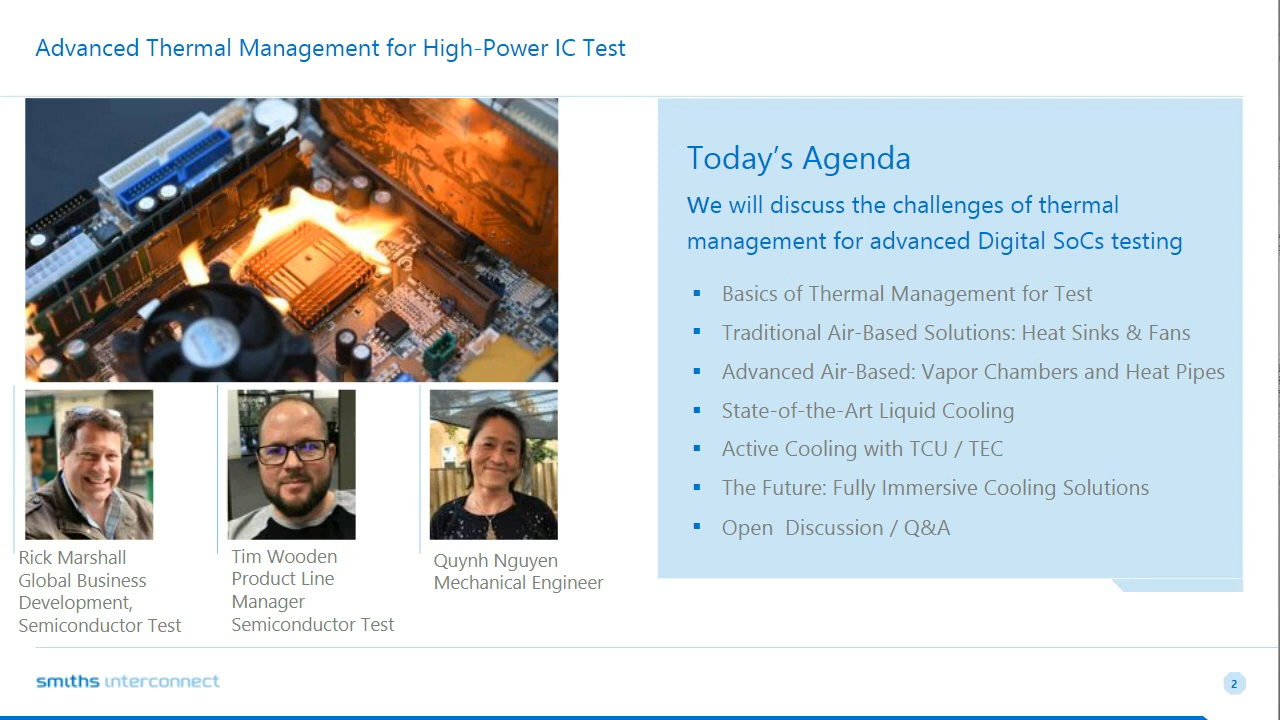 Advanced Thermal Management for High-Power IC Test
Today's Agenda
We will discuss the challenges of thermal
management for advanced Digital SoCs testing
▪ Basics of Thermal Management for Test
▪ Traditional Air-Based Solutions: Heat Sinks & Fans
▪ Advanced Air-Based: Vapor Chambers and Heat Pipes
▪ State-of-the-Art Liquid Cooling
▪ Active Cooling with TCU / TEC
▪ The Future: Fully Immersive Cooling Solutions
▪ Open  Discussion / Q&A
Rick Marshall
Global Business
Development,
Semiconductor Test
Tim Wooden
Product Line
Manager
Semiconductor Test
Quynh Nguyen
Mechanical Engineer
smiths interconnect
2